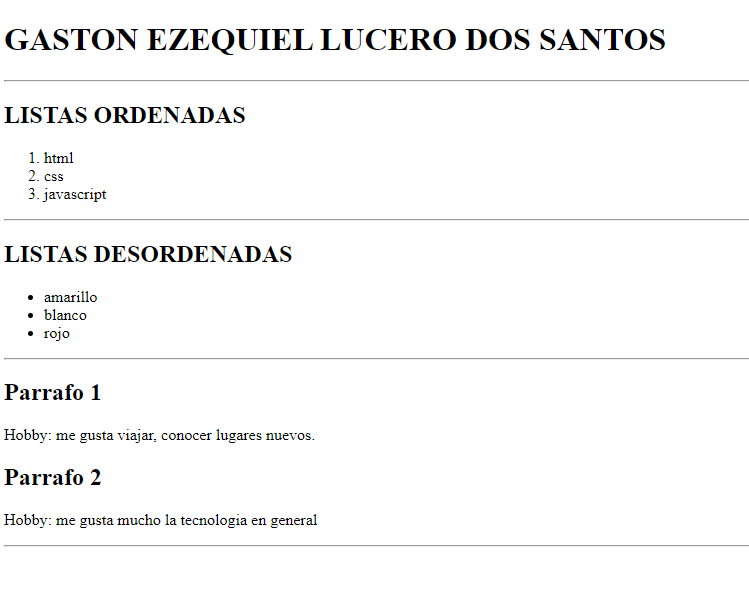 GASTON EZEQUIEL LUCERO DOS SANTOS
LISTAS ORDENADAS
1. html
2. css
3. javascript
LISTAS DESORDENADAS
• amarillo
• blanco
• rojo
Parrafo 1
Hobby: me gusta viajar, conocer lugares nuevos.
Parrafo 2
Hobby: me gusta mucho la tecnologia en general